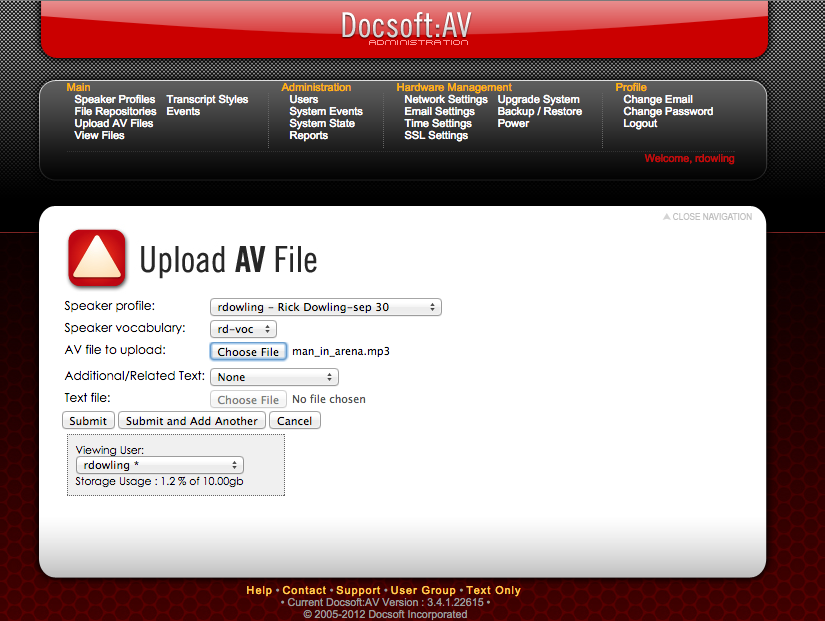 Docsoft:AV
ADMINISTRATION
Main Administration Hardware Management Profile
Speaker Profiles Transcript Styles Users Network Settings Upgrade System Change Email
File Repositories Events System Events Email Settings Backup / Restore Change Password
Upload AV Files System State Time Settings Power Logout
View Files Reports SSL Settings
Welcome, rdowling
CLOSE NAVIGATION
Upload AV File
Speaker profile: rdowling - Rick Dowling-sep 30
Speaker vocabulary: rd-voc
AV file to upload: Choose File man_in_arena.mp3
Additional/Related Text: None
Text file: Choose File No file chosen
Submit Submit and Add Another Cancel
Viewing User:
rdowling *
Storage Usage : 1.2 % of 10.00gb
Help • Contact • Support • User Group • Text Only
• Current Docsoft:AV Version : 3.4.1.22615 •
© 2005-2012 Docsoft Incorporated